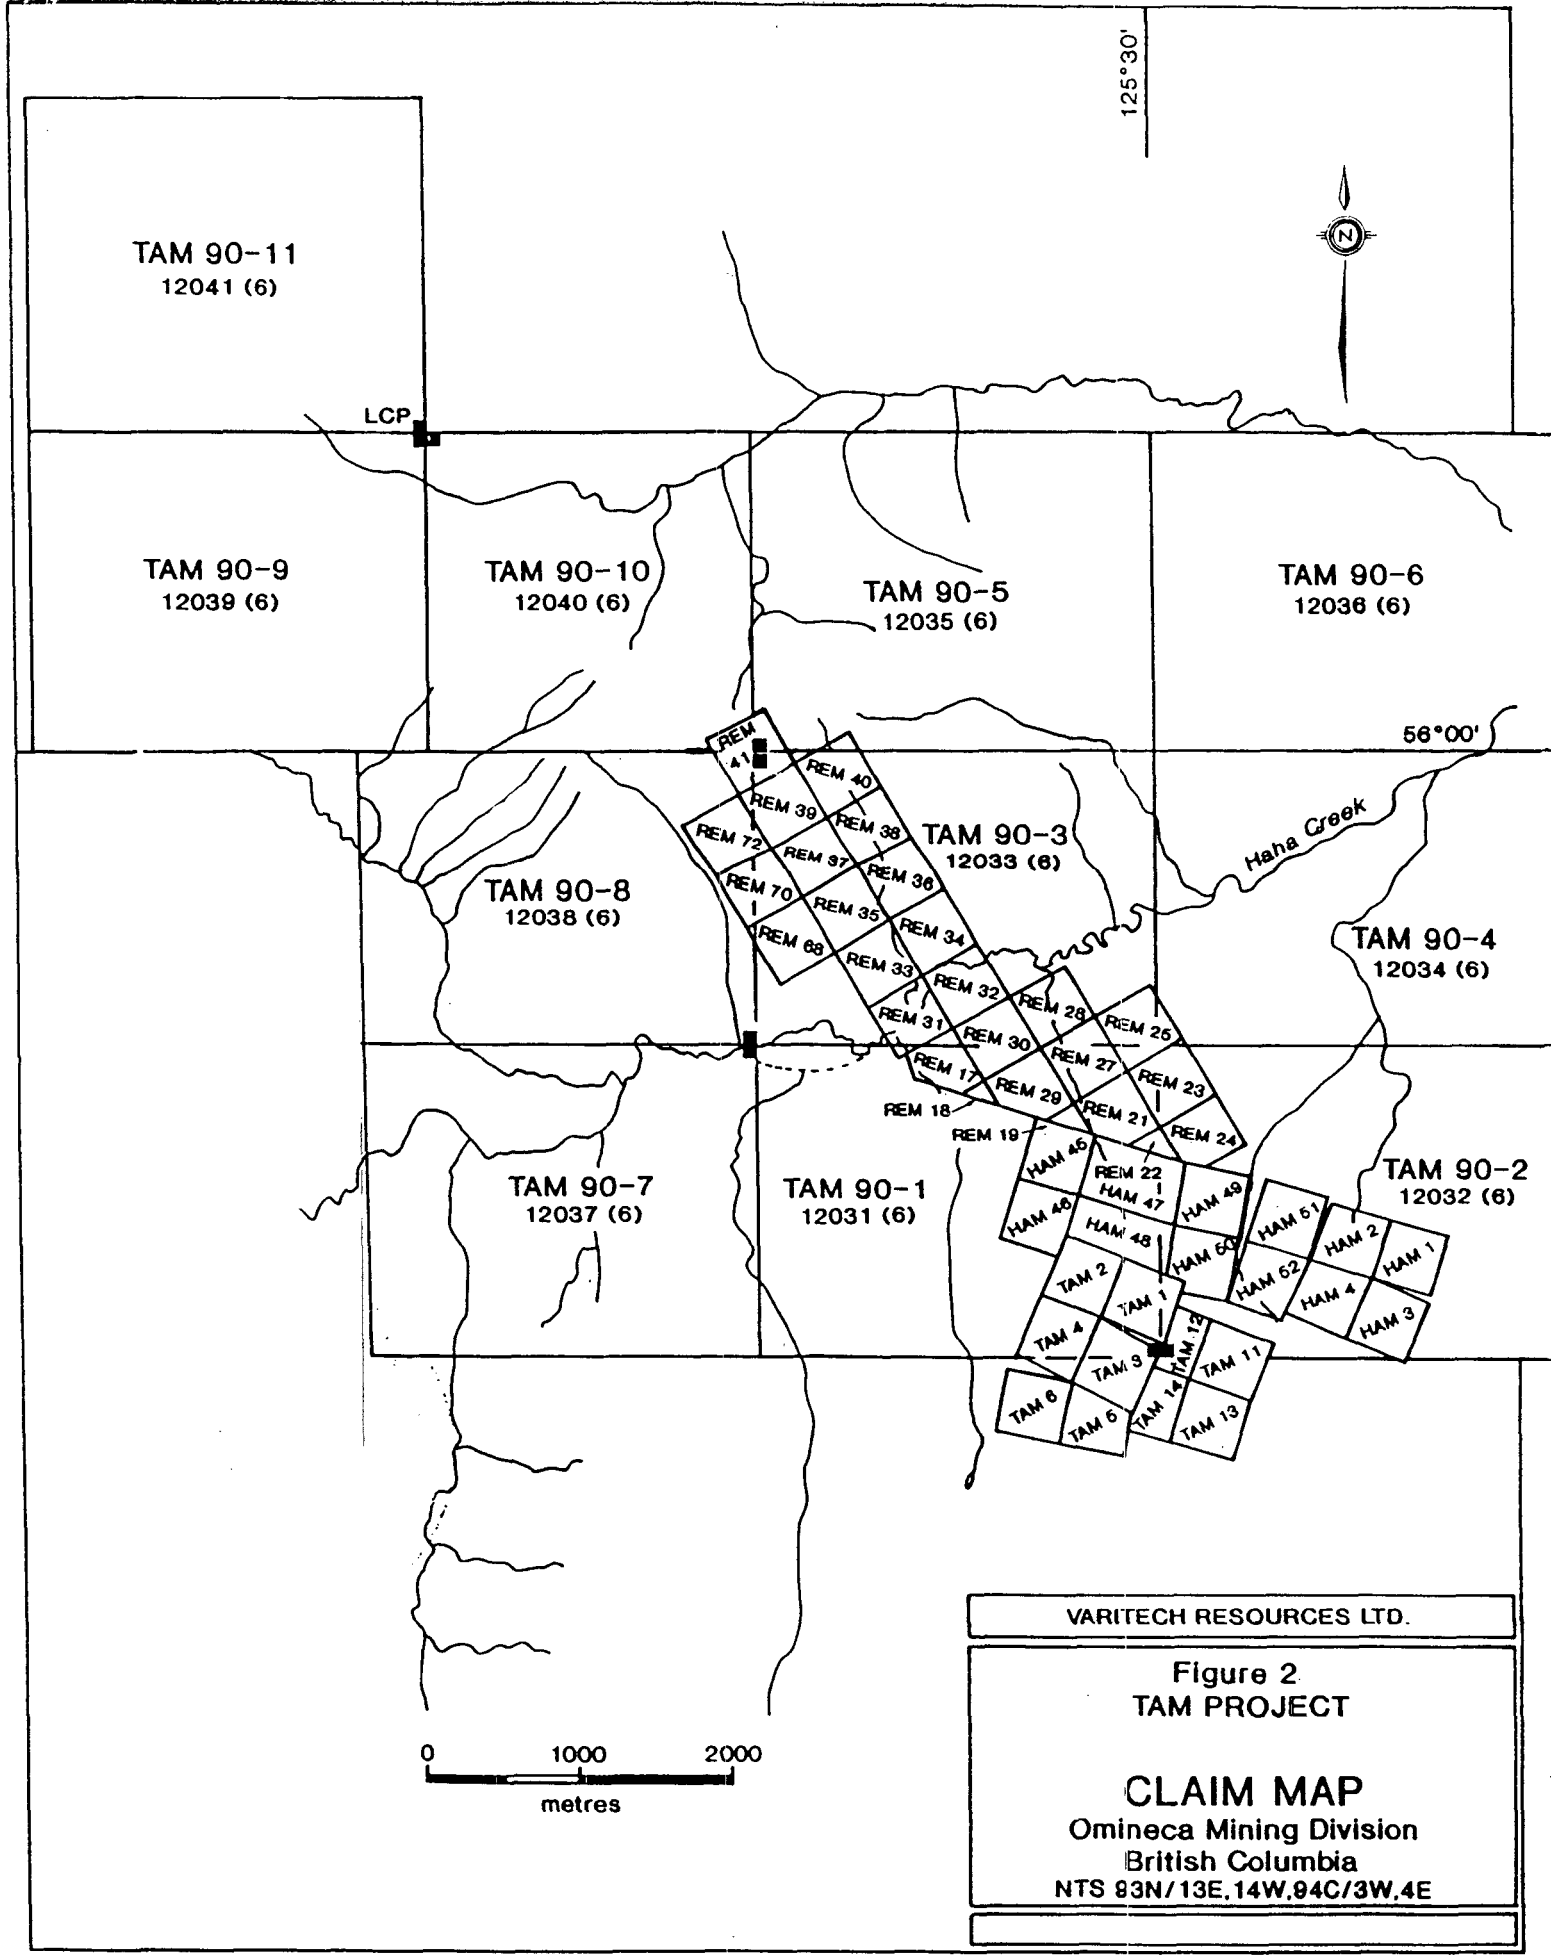 125°30'
N
TAM 90-11
12041 (6)
LCP
TAM 90-9
12039 (6)
TAM 90-10
12040 (6)
TAM 90-5
12035 (6)
TAM 90-6
12036 (6)
56°00'
REM
41
REM 40
REM 39
REM 38
REM 72
REM 37
REM 36
REM 70
REM 35
REM 34
REM 68
REM 33
REM 32
REM 31
REM 30
REM 28
REM 25
REM 27
REM 23
REM 17
REM 29
REM 21
REM 24
REM 18
REM 19
REM 22
TAM 90-3
12033 (6)
Haha Creek
TAM 90-8
12038 (6)
TAM 90-4
12034 (6)
TAM 90-7
12037 (6)
TAM 90-1
12031 (6)
TAM 90-2
12032 (6)
HAM 45
HAM 46
HAM 47
HAM 48
HAM 49
HAM 50
HAM 51
HAM 52
HAM 2
HAM 1
HAM 4
HAM 3
TAM 2
TAM 1
TAM 4
TAM 3
TAM 12
TAM 11
TAM 6
TAM 5
TAM 14
TAM 13
VARITECH RESOURCES LTD.
Figure 2
TAM PROJECT
CLAIM MAP
Omineca Mining Division
British Columbia
NTS 93N/13E,14W,94C/3W,4E
0 1000 2000
metres